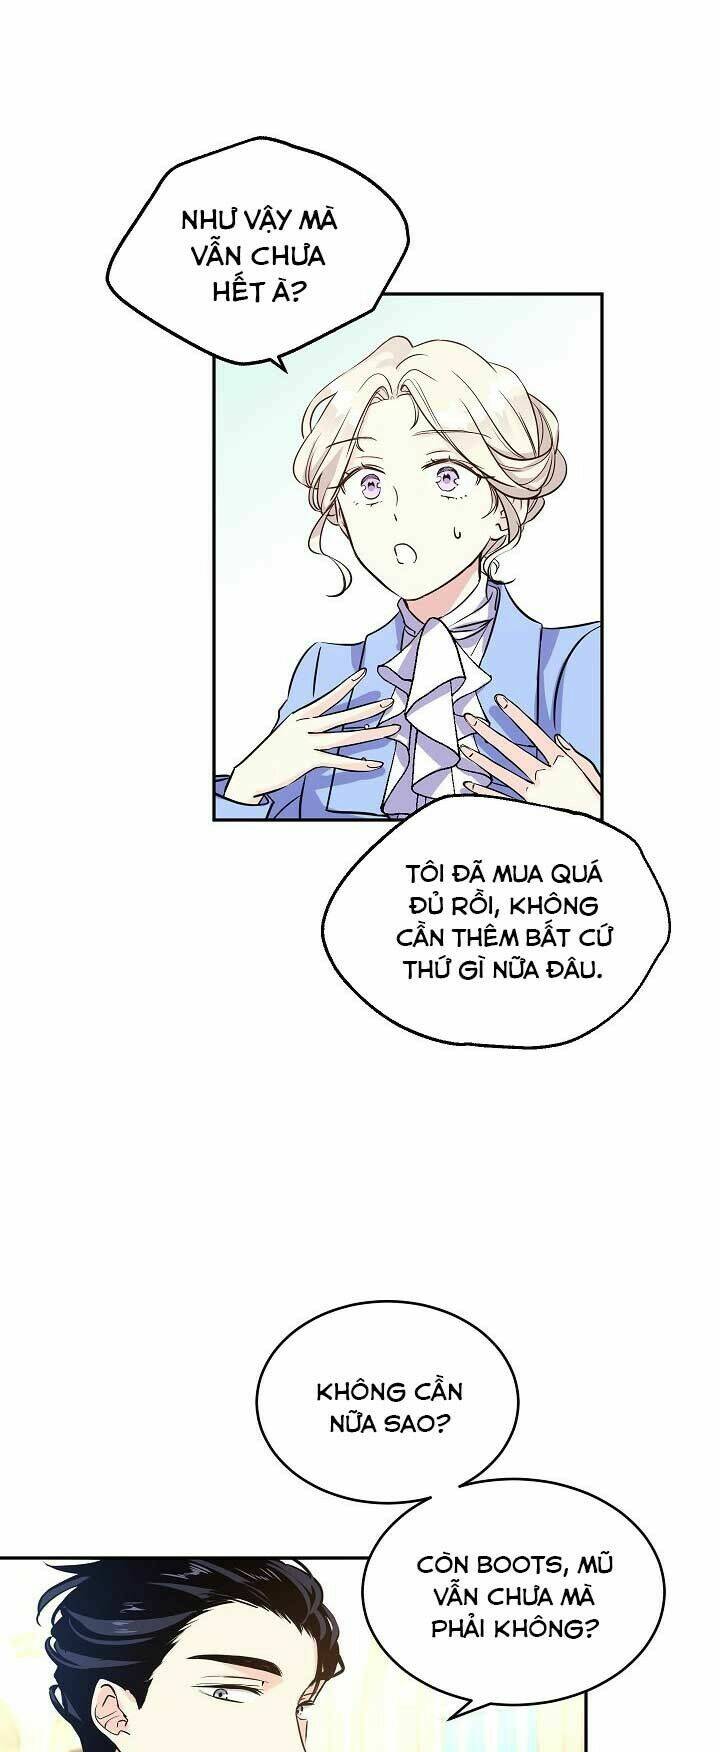 NHƯ VẬY MÀ
VẪN CHƯA
HẾT À?
TÔI ĐÃ MUA QUÁ
ĐỦ RỒI, KHÔNG
CẦN THÊM BẤT CỨ
THỨ GÌ NỮA ĐÂU.
KHÔNG CẦN
NỮA SAO?
CÒN BOOTS, MŨ
VẪN CHƯA MÀ
PHẢI KHÔNG?